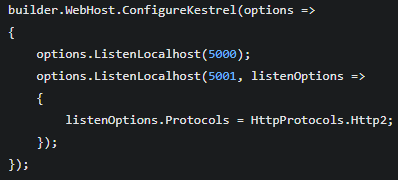 builder.WebHost.ConfigureKestrel(options =>
{
    options.ListenLocalhost(5000);
    options.ListenLocalhost(5001, listenOptions =>
    {
        listenOptions.Protocols = HttpProtocols.Http2;
    });
});